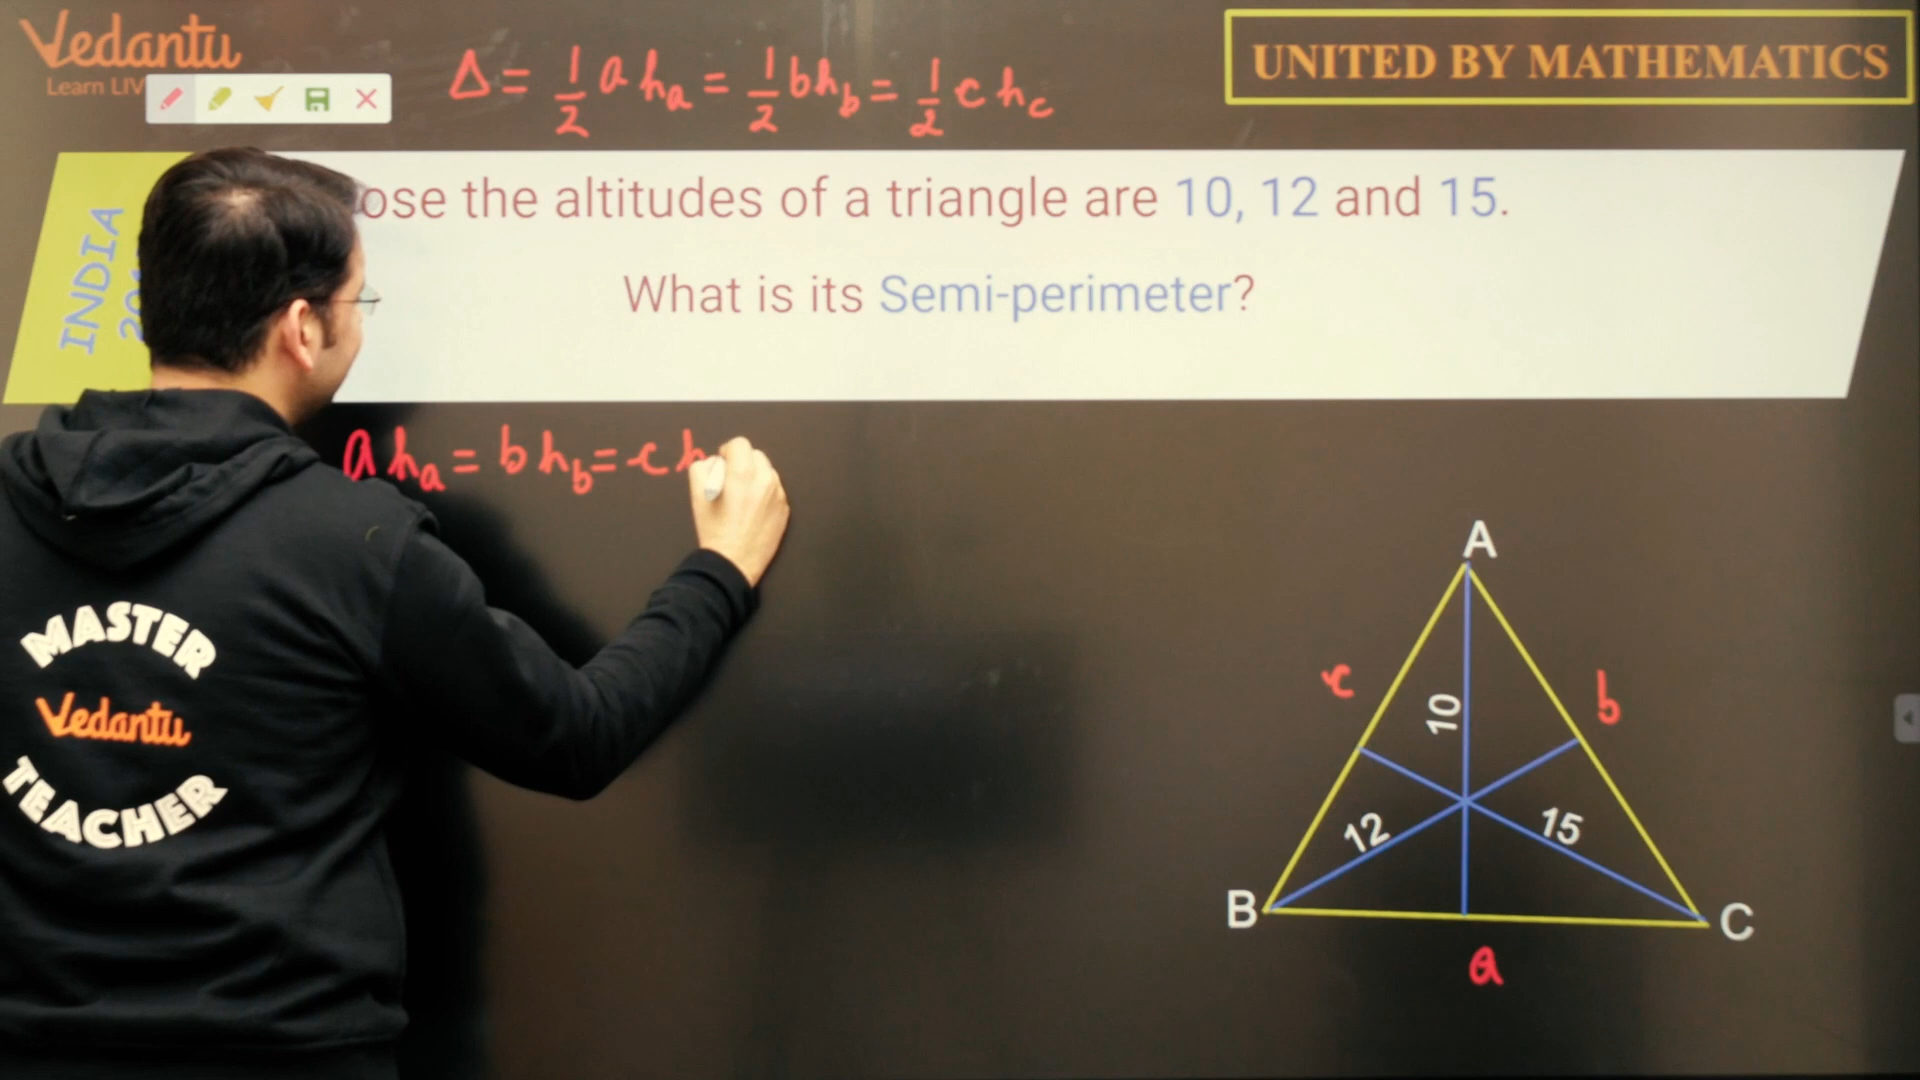 Vedantu
Learn LIV
Δ = 1/2 a hₐ = 1/2 b h_b = 1/2 c h_c
UNITED BY MATHEMATICS
INDIA
ose the altitudes of a triangle are 10, 12 and 15.
What is its Semi-perimeter?
a hₐ = b h_b = c h
A
c
b
10
12
15
B
C
a
MASTER
Vedantu
TEACHER